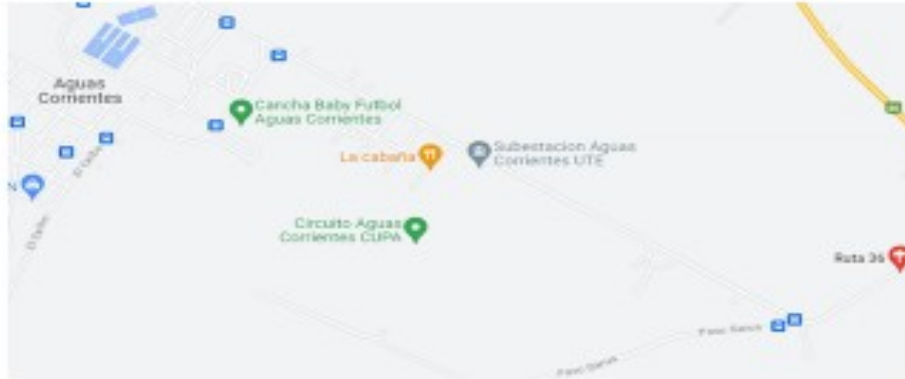 Aguas
Corrientes
Cancha Baby Futbol
Aguas Corrientes
La cabaña
Subestacion Aguas
Corrientes UTE
N
Circuito Aguas
Corrientes CUPA
Ruta 36